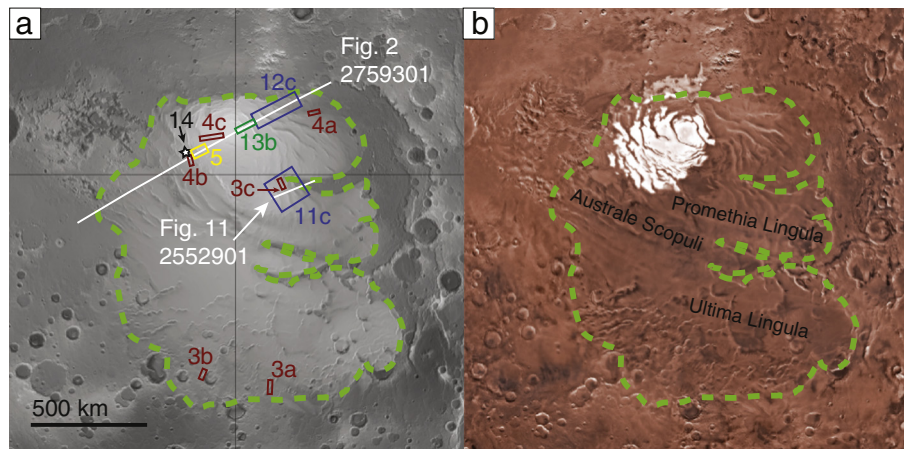 a
Fig. 2
2759301
12c
14
4c
13b
4a
5
4b
3c
11c
Fig. 11
2552901
3b
3a
500 km
b
Australe Scopuli
Promethia Lingula
Ultima Lingula